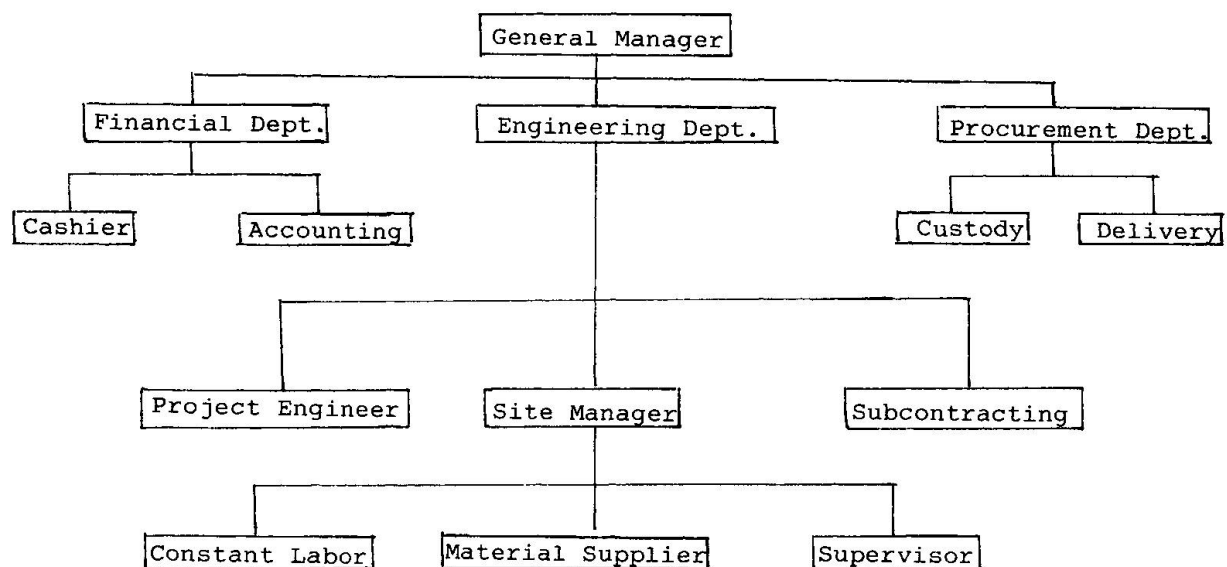 General Manager
Financial Dept.
Engineering Dept.
Procurement Dept.
Cashier
Accounting
Custody
Delivery
Project Engineer
Site Manager
Subcontracting
Constant Labor
Material Supplier
Supervisor